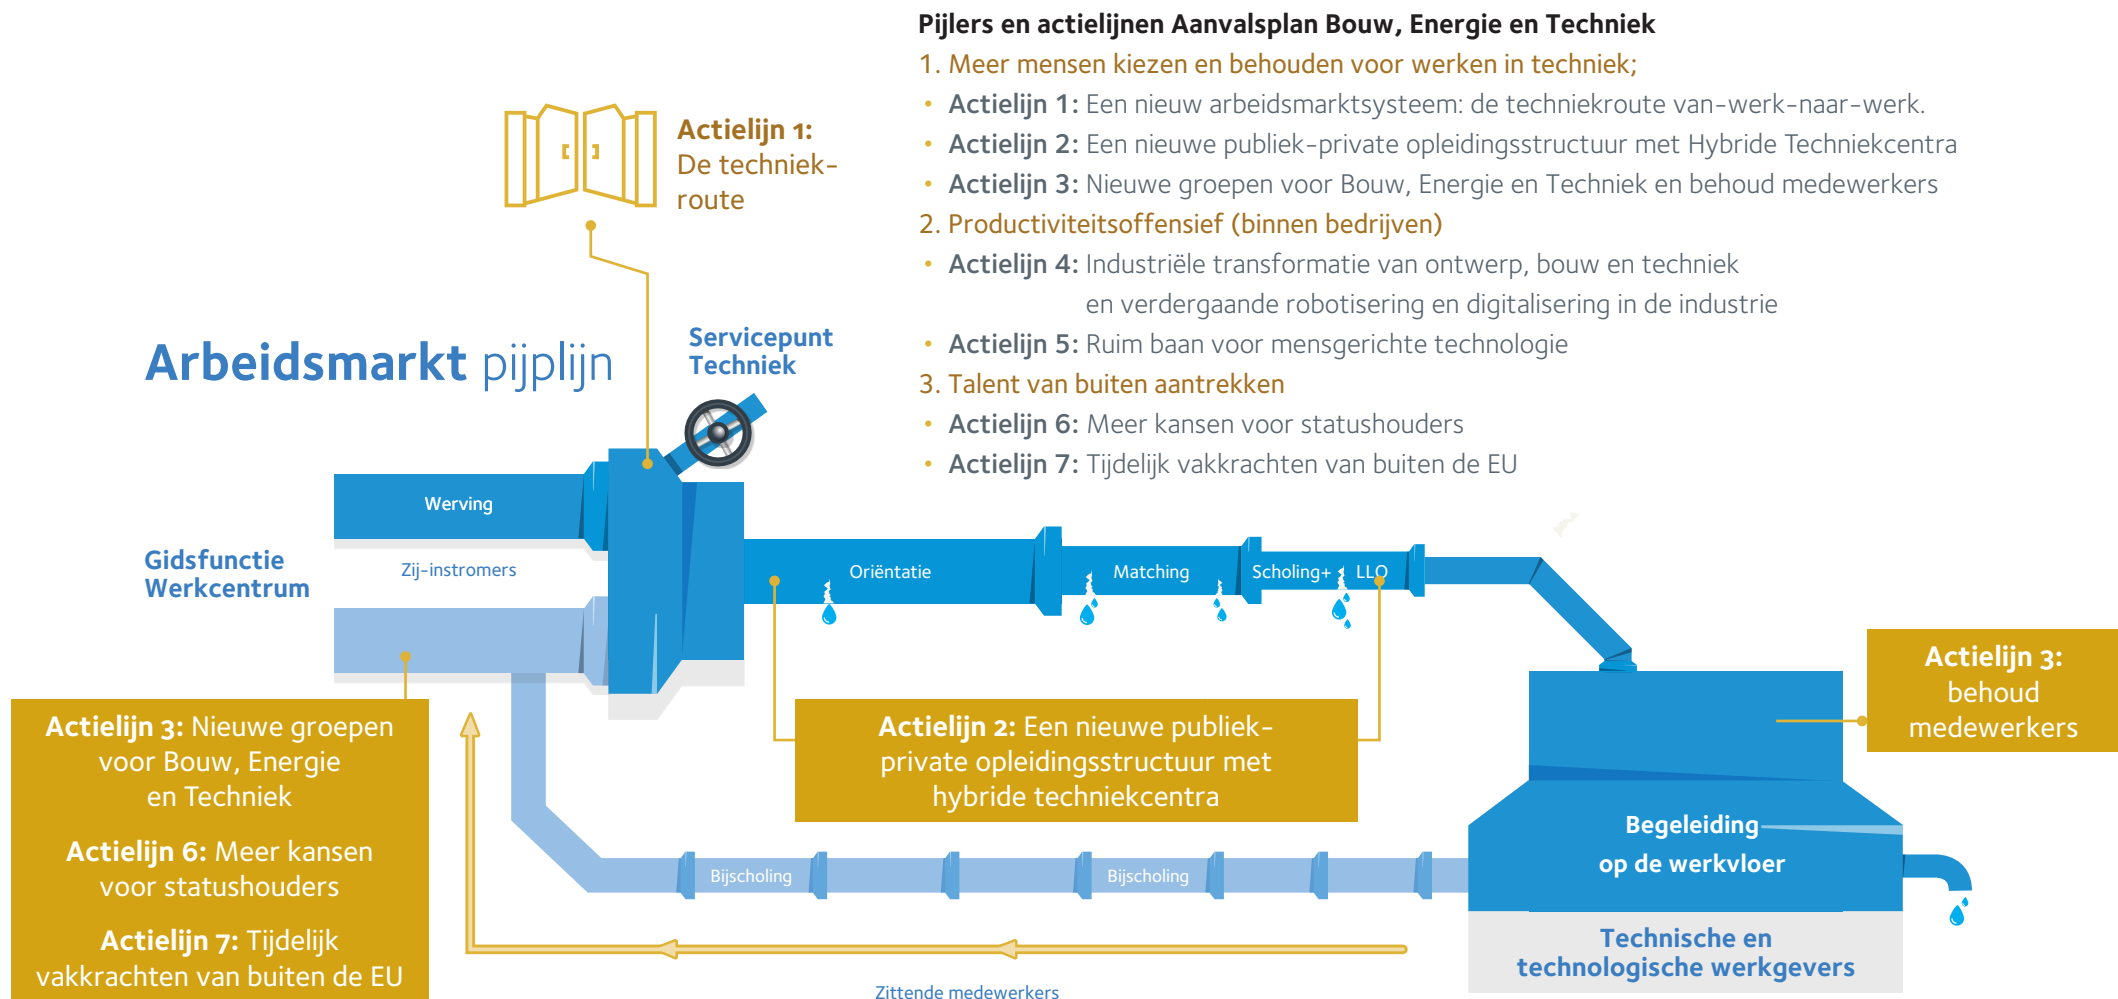 Pijlers en actielijnen Aanvalsplan Bouw, Energie en Techniek
1. Meer mensen kiezen en behouden voor werken in techniek;
• Actielijn 1: Een nieuw arbeidsmarktsysteem: de techniekroute van-werk-naar-werk.
• Actielijn 2: Een nieuwe publiek-private opleidingsstructuur met Hybride Techniekcentra
• Actielijn 3: Nieuwe groepen voor Bouw, Energie en Techniek en behoud medewerkers
2. Productiviteitsoffensief (binnen bedrijven)
• Actielijn 4: Industriële transformatie van ontwerp, bouw en techniek
en verdergaande robotisering en digitalisering in de industrie
• Actielijn 5: Ruim baan voor mensgerichte technologie
3. Talent van buiten aantrekken
• Actielijn 6: Meer kansen voor statushouders
• Actielijn 7: Tijdelijk vakkrachten van buiten de EU
Actielijn 1:
De techniek-
route
Arbeidsmarkt pijplijn
Servicepunt
Techniek
Werving
Gidsfunctie
Werkcentrum
Zij-instromers
Oriëntatie
Matching
Scholing+
LLO
Actielijn 3: Nieuwe groepen
voor Bouw, Energie
en Techniek
Actielijn 6: Meer kansen
voor statushouders
Actielijn 7: Tijdelijk
vakkrachten van buiten de EU
Actielijn 2: Een nieuwe publiek-
private opleidingsstructuur met
hybride techniekcentra
Actielijn 3:
behoud
medewerkers
Begeleiding
op de werkvloer
Bijscholing
Bijscholing
Technische en
technologische werkgevers
Zittende medewerkers